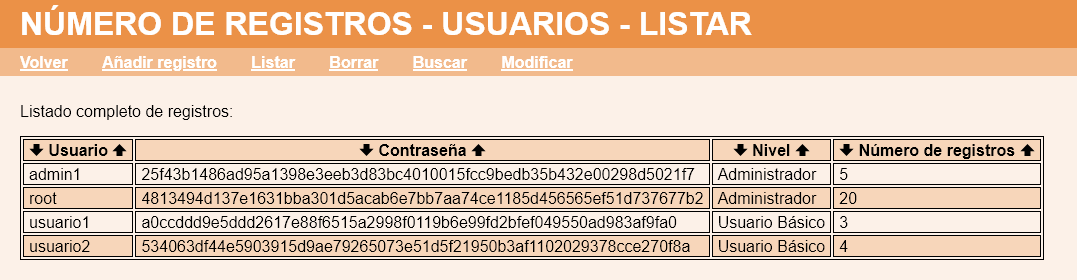 NÚMERO DE REGISTROS - USUARIOS - LISTAR
Volver Añadir registro Listar Borrar Buscar Modificar
Listado completo de registros:
Usuario Contraseña Nivel Número de registros
admin1 25f43b1486ad95a1398e3eeb3d83bc4010015fcc9bedb35b432e00298d5021f7 Administrador 5
root 4813494d137e1631bba301d5acab6e7bb7aa74ce1185d456565ef51d737677b2 Administrador 20
usuario1 a0ccddd9e5ddd2617e88f6515a2998f0119b6e99fd2bfef049550ad983af9fa0 Usuario Básico 3
usuario2 534063df44e5903915d9ae79265073e51d5f21950b3af1102029378cce270f8a Usuario Básico 4